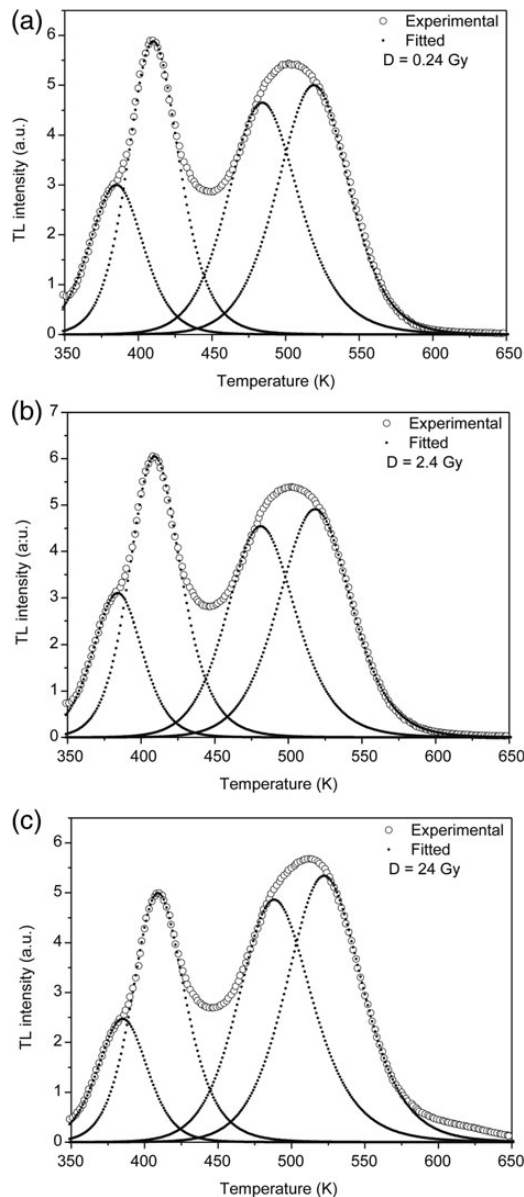 (a)
Experimental
Fitted
D = 0.24 Gy
TL intensity (a.u.)
6
5
4
3
2
1
0
350 400 450 500 550 600 650
Temperature (K)
(b)
Experimental
Fitted
D = 2.4 Gy
TL intensity (a:u.)
7
6
5
4
3
2
1
0
350 400 450 500 550 600 650
Temperature (K)
(c)
Experimental
Fitted
D = 24 Gy
TL intensity (a.u.)
6
5
4
3
2
1
0
350 400 450 500 550 600 650
Temperature (K)